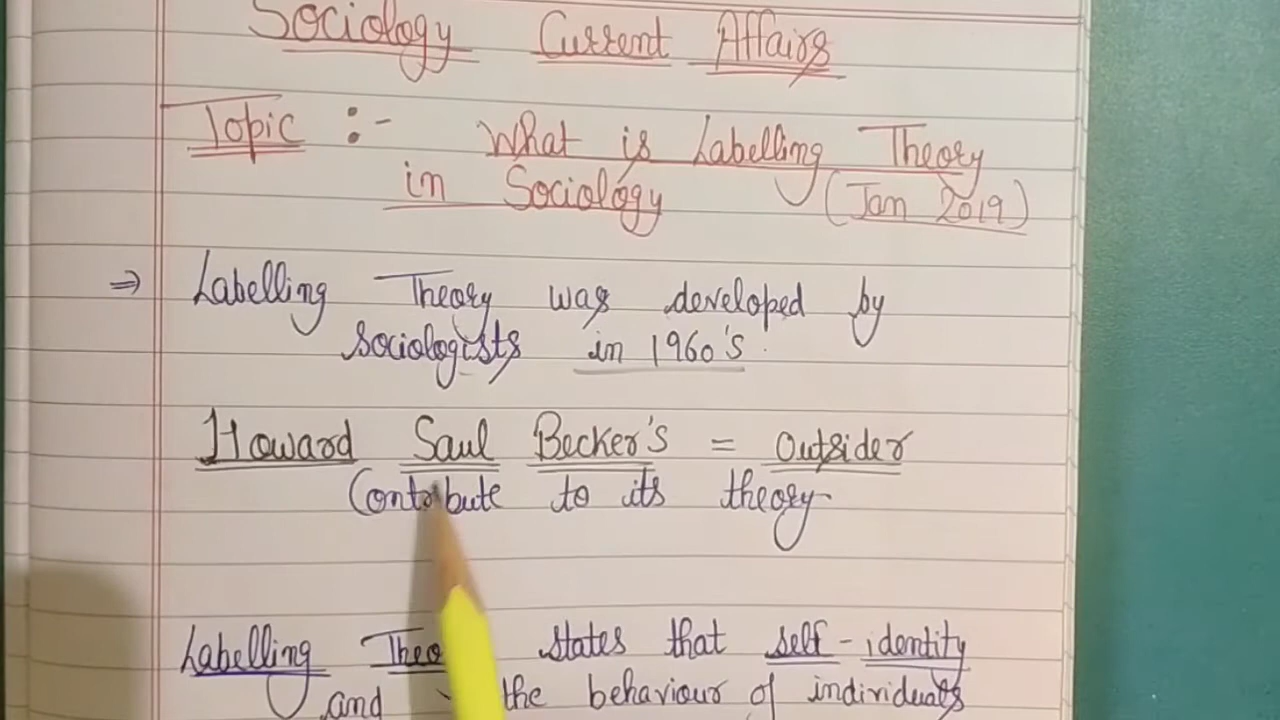 Sociology Current Affairs
Topic :- What is Labelling Theory
in Sociology (Jan 2019)
⇒ Labelling Theory was developed by
sociologists in 1960's.
Howard Saul Becker's = Outsider
Contribute to its theory
Labelling states that self-identity
and the behaviour of individuals